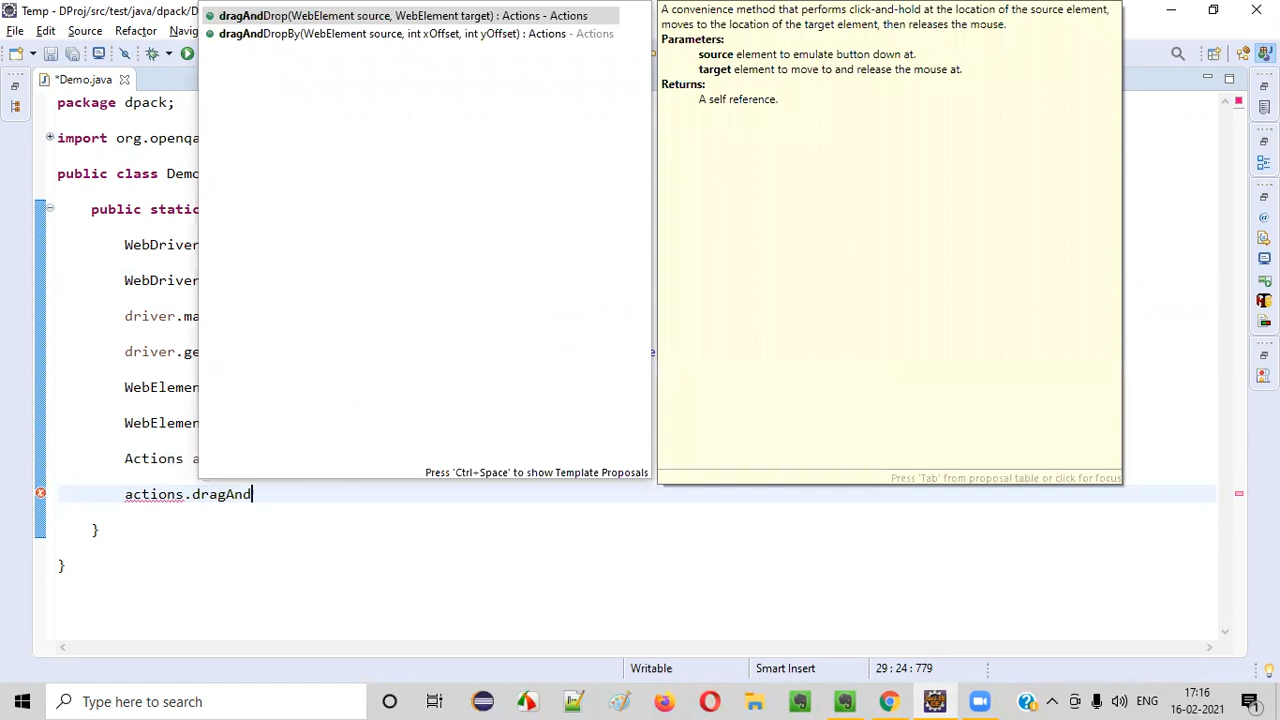 Temp - DProj/src/test/java/dpack/
File Edit Source Refactor Navig
*Demo.java
dragAndDrop(WebElement source, WebElement target) : Actions - Actions
dragAndDropBy(WebElement source, int xOffset, int yOffset) : Actions - Actions
Press 'Ctrl+Space' to show Template Proposals
A convenience method that performs click-and-hold at the location of the source element,
moves to the location of the target element, then releases the mouse.
Parameters:
source element to emulate button down at.
target element to move to and release the mouse at.
Returns:
A self reference.
Press 'Tab' from proposal table or click for focus
package dpack;
import org.openqa
public class Demo
public static
WebDriver
WebDriver
driver.ma
driver.ge
e
WebElemen
WebElemen
Actions a
actions.dragAnd
}
}
Writable
Smart Insert
29 : 24 : 779
Type here to search
ENG
17:16
16-02-2021